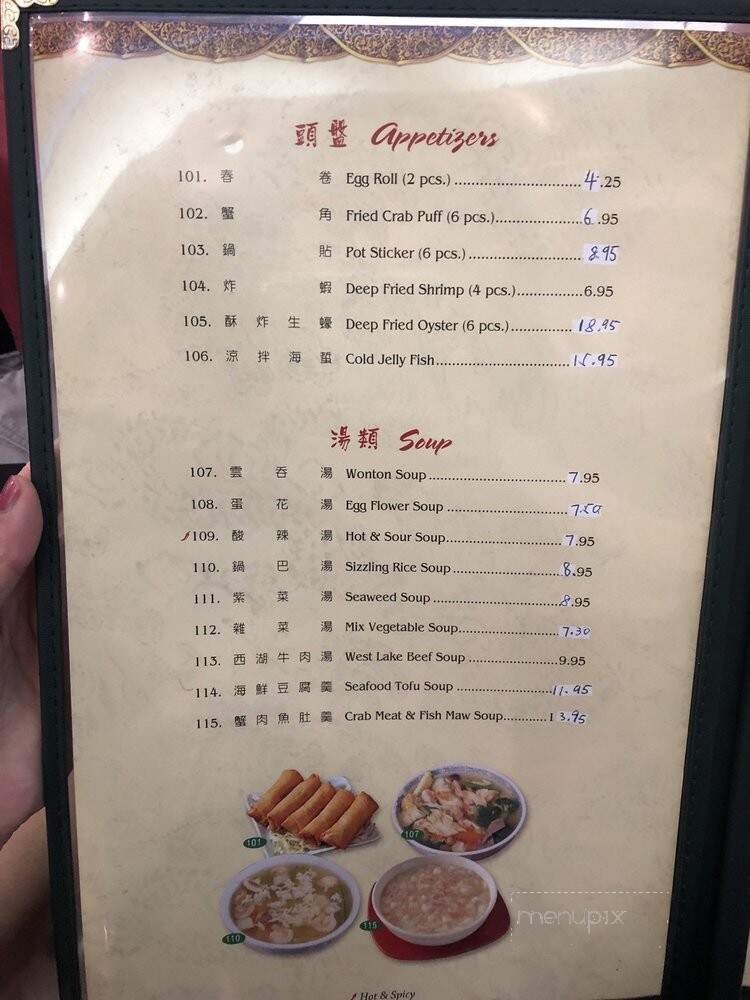 頭盤 Appetizers
101. 春卷 Egg Roll (2 pcs.) 4.25
102. 蟹角 Fried Crab Puff (6 pcs.) 6.95
103. 鍋貼 Pot Sticker (6 pcs.) 8.95
104. 炸蝦 Deep Fried Shrimp (4 pcs.) 6.95
105. 酥炸生蠔 Deep Fried Oyster (6 pcs.) 18.95
106. 涼拌海蜇 Cold Jelly Fish 15.95
湯類 Soup
107. 雲吞湯 Wonton Soup 7.95
108. 蛋花湯 Egg Flower Soup 7.50
109. 酸辣湯 Hot & Sour Soup 7.95
110. 鍋巴湯 Sizzling Rice Soup 8.95
111. 紫菜湯 Seaweed Soup 8.95
112. 雜菜湯 Mix Vegetable Soup 7.30
113. 西湖牛肉湯 West Lake Beef Soup 9.95
114. 海鮮豆腐羹 Seafood Tofu Soup 11.95
115. 蟹肉魚肚羹 Crab Meat & Fish Maw Soup 13.95
101
107
110
115
menupix
Hot & Spicy